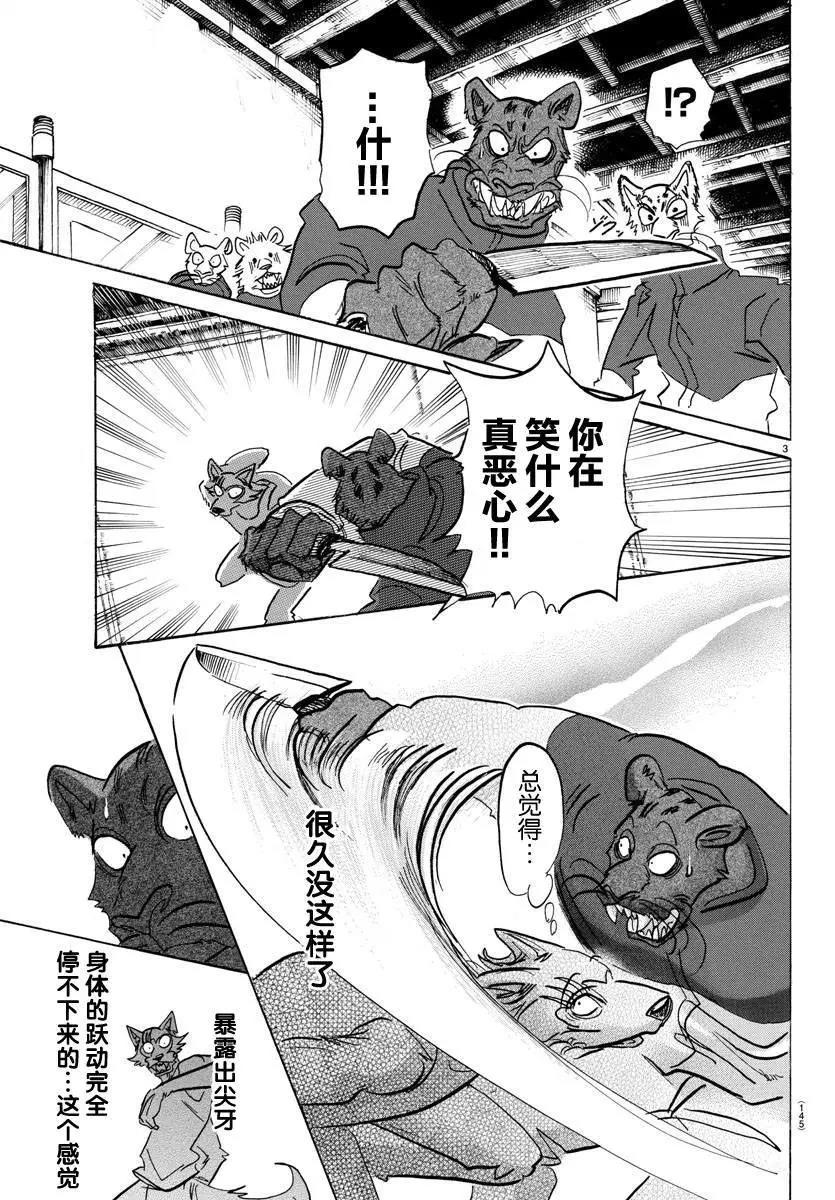 !?
…什!!!
你在
笑什么
真恶心!!
3
总觉得…
很久没这样了
暴露出尖牙
身体的跃动完全
停不下来的…这个感觉
(145)